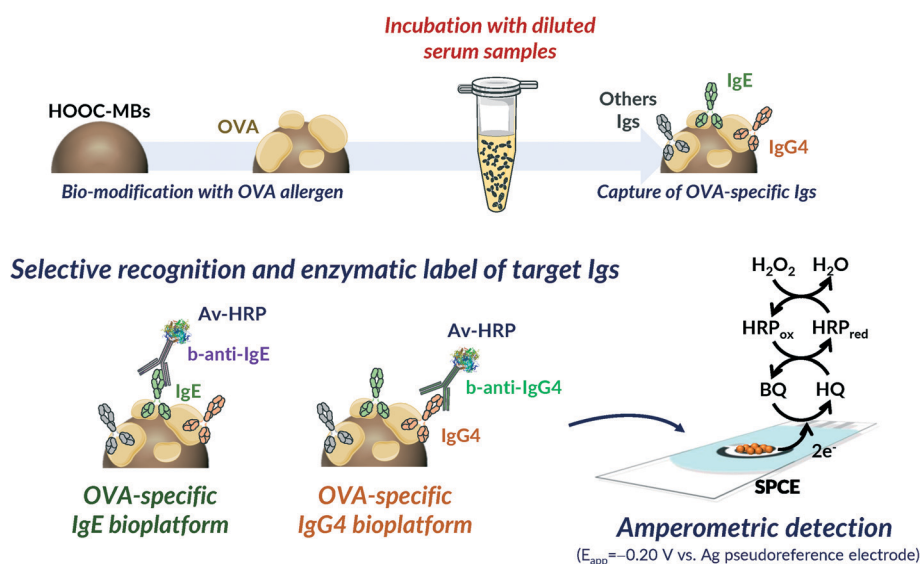 Incubation with diluted
serum samples
HOOC-MBs
OVA
Others
Igs
IgE
IgG4
Bio-modification with OVA allergen
Capture of OVA-specific Igs
Selective recognition and enzymatic label of target Igs
Av-HRP
b-anti-IgE
IgE
Av-HRP
b-anti-IgG4
IgG4
OVA-specific
IgE bioplatform
OVA-specific
IgG4 bioplatform
H₂O₂ H₂O
HRPₒₓ HRP_red
BQ HQ
2e⁻
SPCE
Amperometric detection
(E_app=−0.20 V vs. Ag pseudoreference electrode)